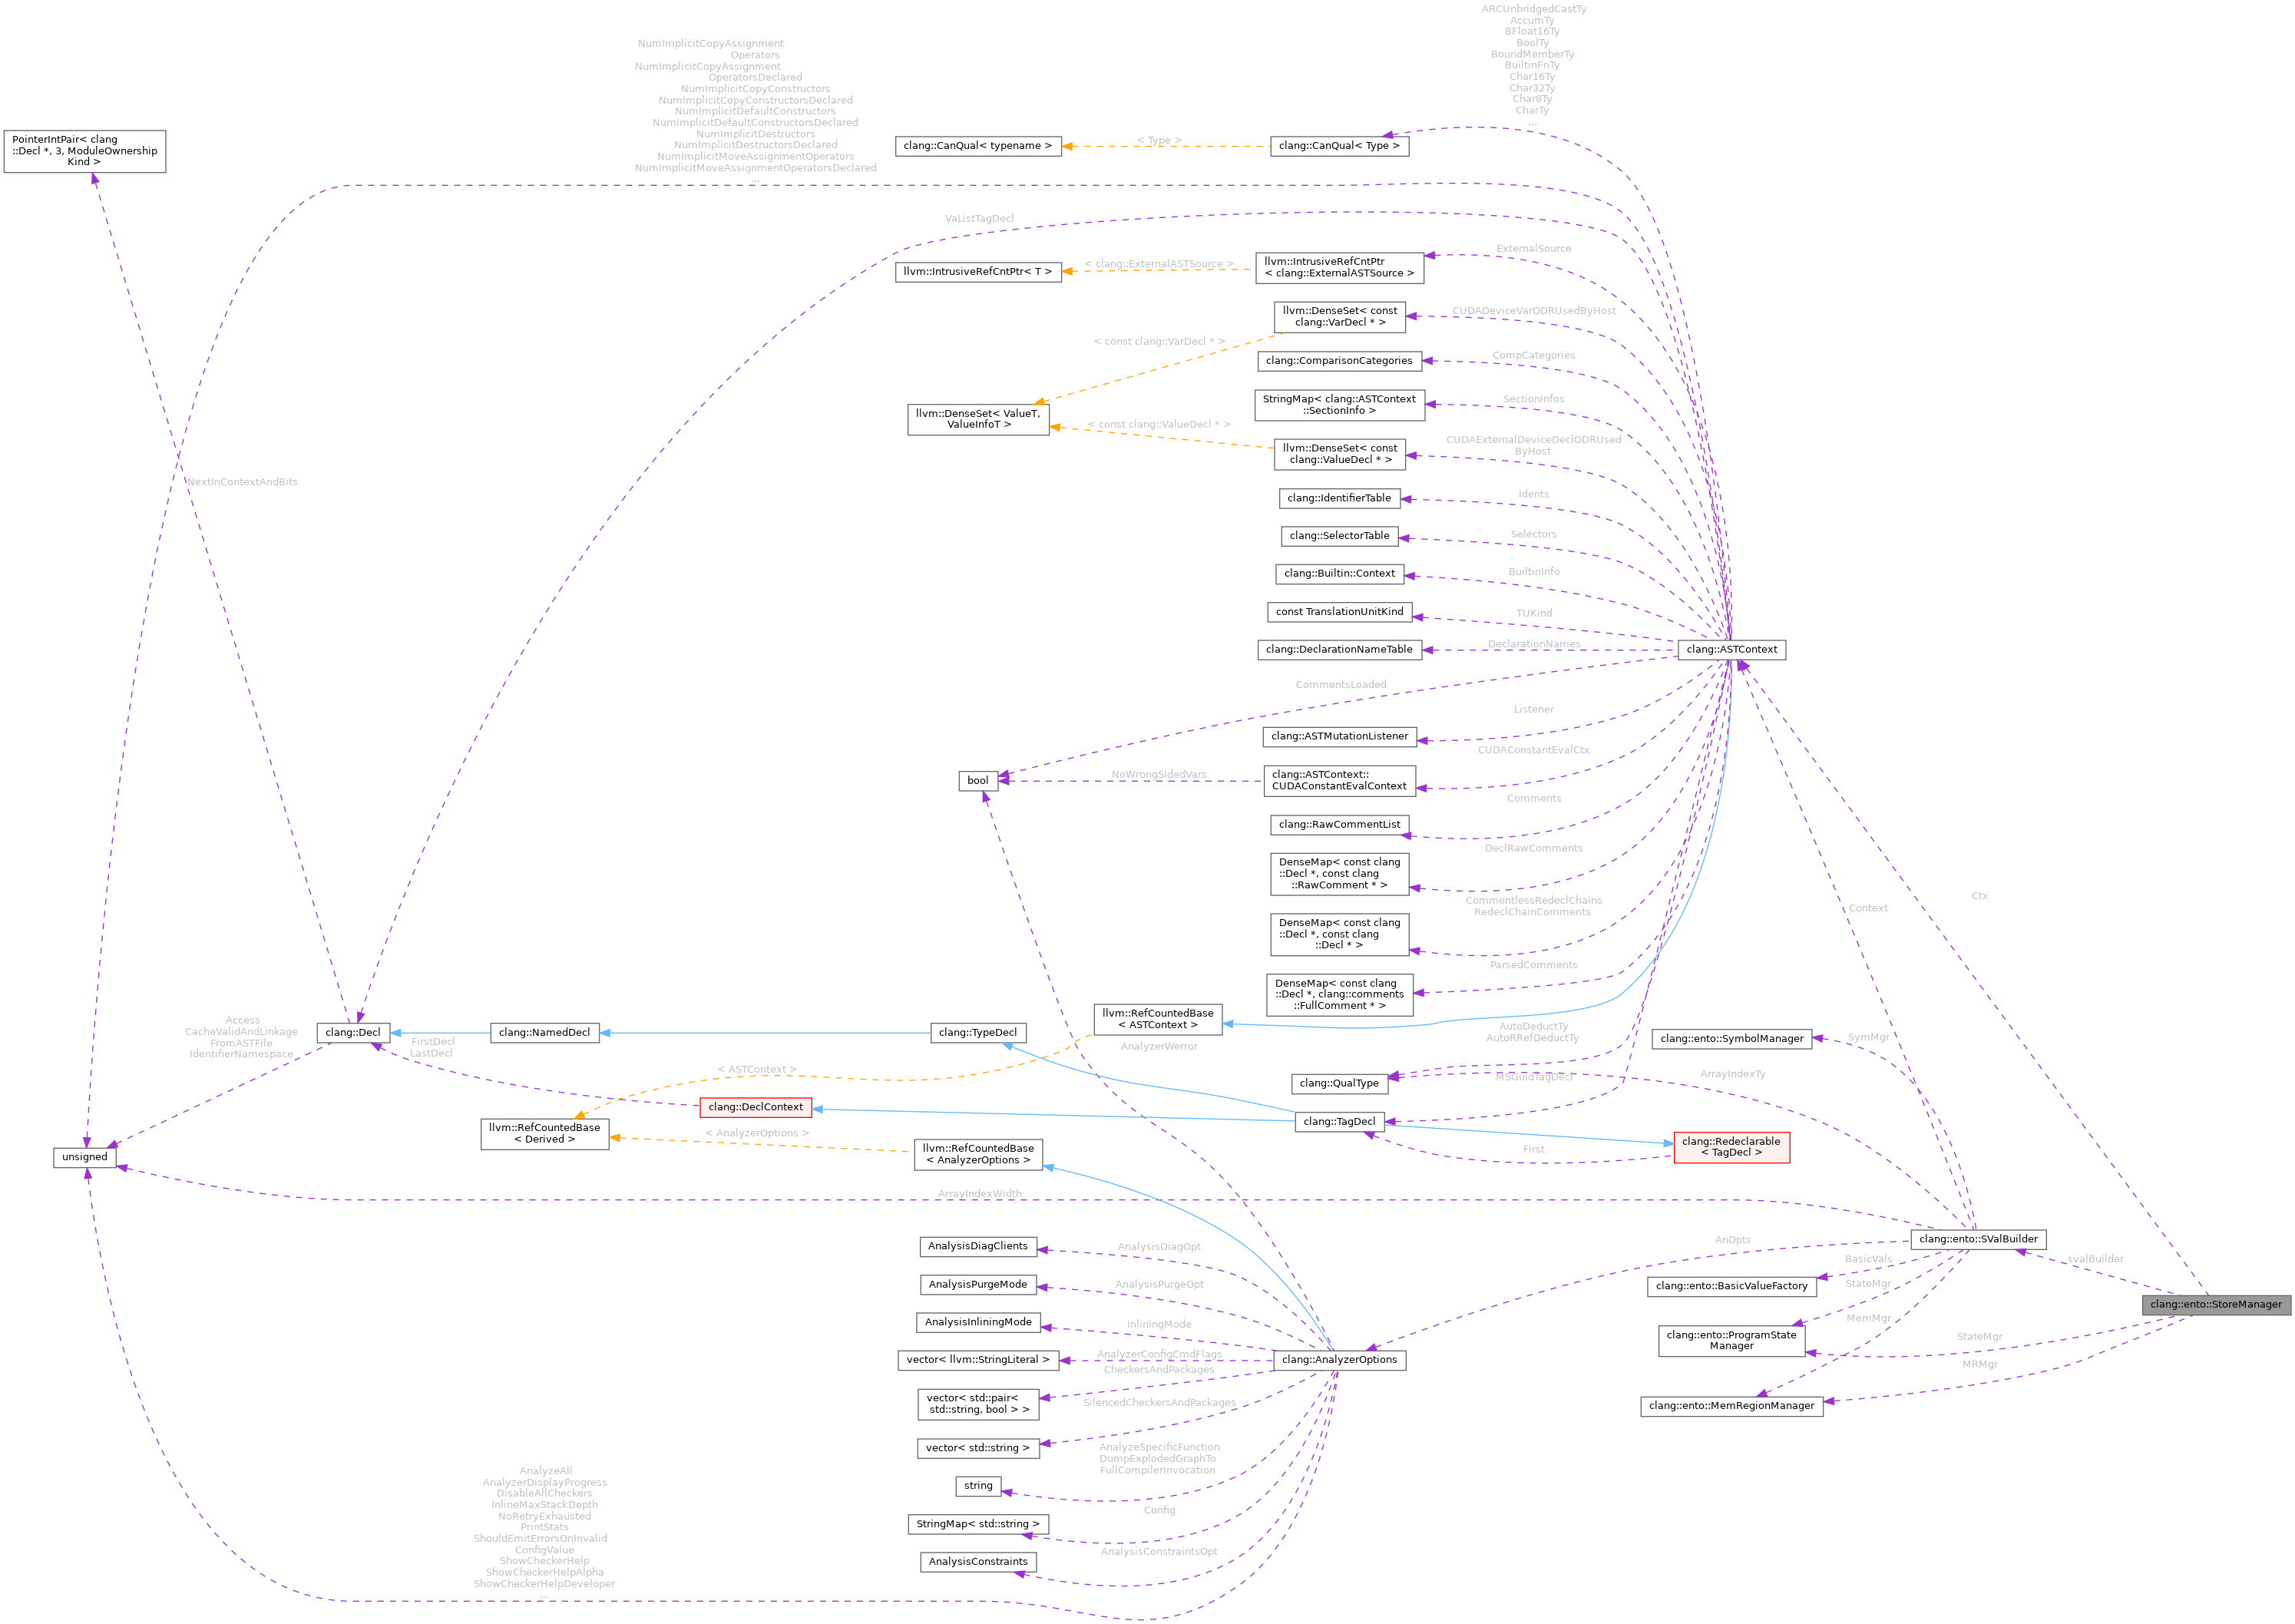 ARCUnbridgedCastTy
AccumTy
BFloat16Ty
BoolTy
BoundMemberTy
BuiltinFnTy
Char16Ty
Char32Ty
Char8Ty
CharTy
...
NumImplicitCopyAssignment
Operators
NumImplicitCopyAssignment
OperatorsDeclared
NumImplicitCopyConstructors
NumImplicitCopyConstructorsDeclared
NumImplicitDefaultConstructors
NumImplicitDefaultConstructorsDeclared
NumImplicitDestructors
NumImplicitDestructorsDeclared
NumImplicitMoveAssignmentOperators
NumImplicitMoveAssignmentOperatorsDeclared
...
PointerIntPair< clang
::Decl *, 3, ModuleOwnership
Kind >
clang::CanQual< typename >
< Type >
clang::CanQual< Type >
VaListTagDecl
ExternalSource
llvm::IntrusiveRefCntPtr< T >
< clang::ExternalASTSource >
llvm::IntrusiveRefCntPtr
< clang::ExternalASTSource >
llvm::DenseSet< const
clang::VarDecl * >
CUDADeviceVarODRUsedByHost
< const clang::VarDecl * >
clang::ComparisonCategories
CompCategories
StringMap< clang::ASTContext
::SectionInfo >
SectionInfos
llvm::DenseSet< ValueT,
ValueInfoT >
< const clang::ValueDecl * >
llvm::DenseSet< const
clang::ValueDecl * >
CUDAExternalDeviceDeclODRUsed
ByHost
NextInContextAndBits
clang::IdentifierTable
Idents
clang::SelectorTable
Selectors
clang::Builtin::Context
BuiltinInfo
const TranslationUnitKind
TUKind
clang::DeclarationNameTable
DeclarationNames
clang::ASTContext
CommentsLoaded
clang::ASTMutationListener
Listener
bool
NoWrongSidedVars
clang::ASTContext::
CUDAConstantEvalContext
CUDAConstantEvalCtx
clang::RawCommentList
Comments
DenseMap< const clang
::Decl *, const clang
::RawComment * >
DeclRawComments
DenseMap< const clang
::Decl *, const clang
::Decl * >
CommentlessRedeclChains
RedeclChainComments
Context
Ctx
DenseMap< const clang
::Decl *, clang::comments
::FullComment * >
ParsedComments
Access
CacheValidAndLinkage
FromASTFile
IdentifierNamespace
clang::Decl
FirstDecl
LastDecl
clang::NamedDecl
clang::TypeDecl
llvm::RefCountedBase
< ASTContext >
AnalyzerWerror
AutoDeductTy
AutoRRefDeductTy
clang::ento::SymbolManager
SymMgr
< ASTContext >
clang::QualType
MSGuidTagDecl
ArrayIndexTy
clang::DeclContext
clang::TagDecl
llvm::RefCountedBase
< Derived >
< AnalyzerOptions >
llvm::RefCountedBase
< AnalyzerOptions >
First
clang::Redeclarable
< TagDecl >
unsigned
ArrayIndexWidth
clang::ento::SValBuilder
AnalysisDiagClients
AnalysisDiagOpt
AnOpts
BasicVals
svalBuilder
AnalysisPurgeMode
AnalysisPurgeOpt
clang::ento::BasicValueFactory
StateMgr
clang::ento::StoreManager
AnalysisInliningMode
InliningMode
MemMgr
clang::ento::ProgramState
Manager
StateMgr
vector< llvm::StringLiteral >
AnalyzerConfigCmdFlags
clang::AnalyzerOptions
MRMgr
CheckersAndPackages
vector< std::pair<
std::string, bool > >
SilencedCheckersAndPackages
clang::ento::MemRegionManager
vector< std::string >
AnalyzeSpecificFunction
DumpExplodedGraphTo
FullCompilerInvocation
string
StringMap< std::string >
Config
AnalysisConstraints
AnalysisConstraintsOpt
AnalyzeAll
AnalyzerDisplayProgress
DisableAllCheckers
InlineMaxStackDepth
NoRetryExhausted
PrintStats
ShouldEmitErrorsOnInvalid
ConfigValue
ShowCheckerHelp
ShowCheckerHelpAlpha
ShowCheckerHelpDeveloper
...